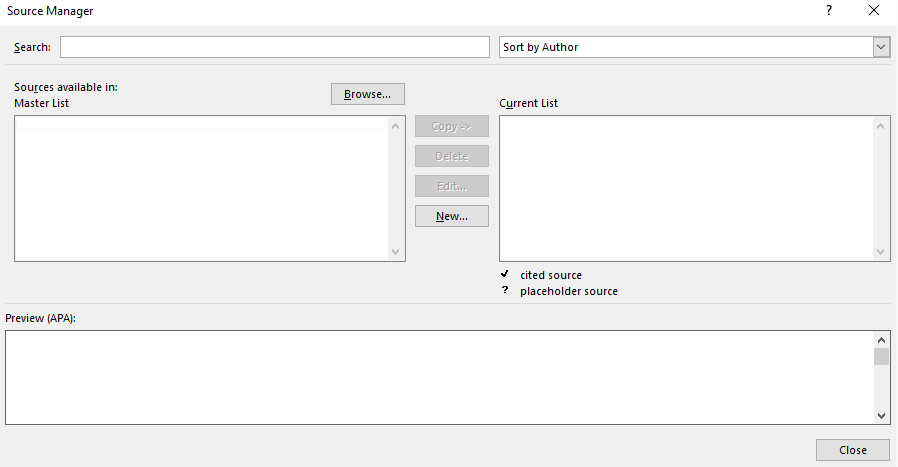 Source Manager ? ✕
Search: Sort by Author
Sources available in:
Master List
Browse...
Current List
Copy ->
Delete
Edit...
New...
✓ cited source
? placeholder source
Preview (APA):
Close